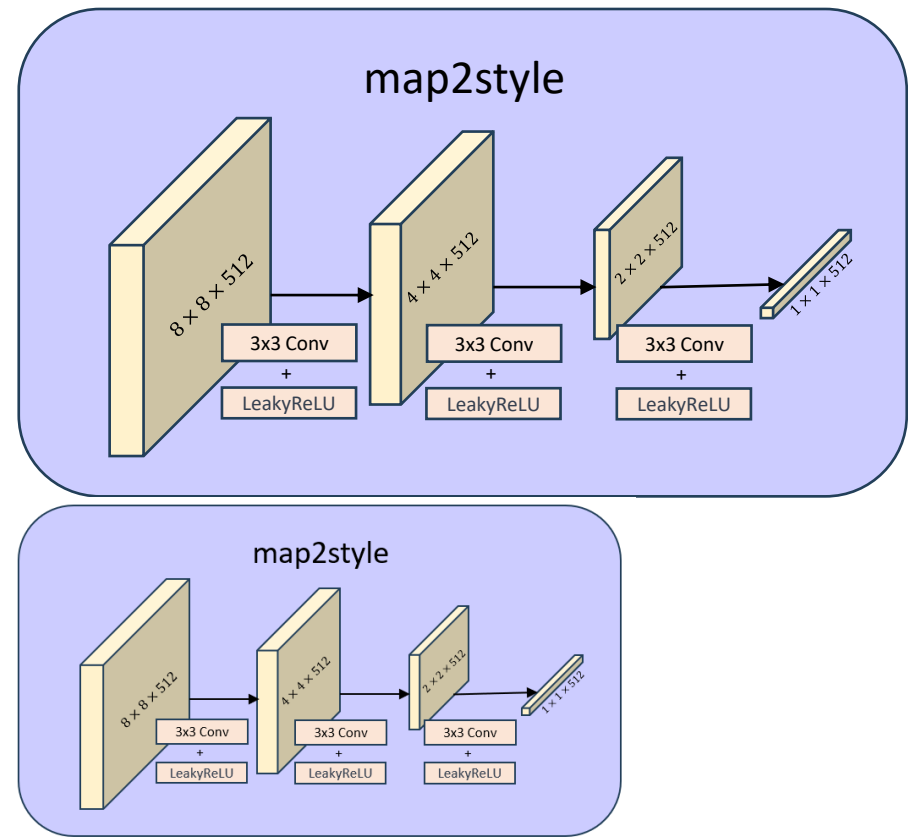 map2style
8 × 8 × 512
4 × 4 × 512
2 × 2 × 512
1 × 1 × 512
3x3 Conv
+
LeakyReLU
3x3 Conv
+
LeakyReLU
3x3 Conv
+
LeakyReLU
map2style
8 × 8 × 512
4 × 4 × 512
2 × 2 × 512
1 × 1 × 512
3x3 Conv
+
LeakyReLU
3x3 Conv
+
LeakyReLU
3x3 Conv
+
LeakyReLU